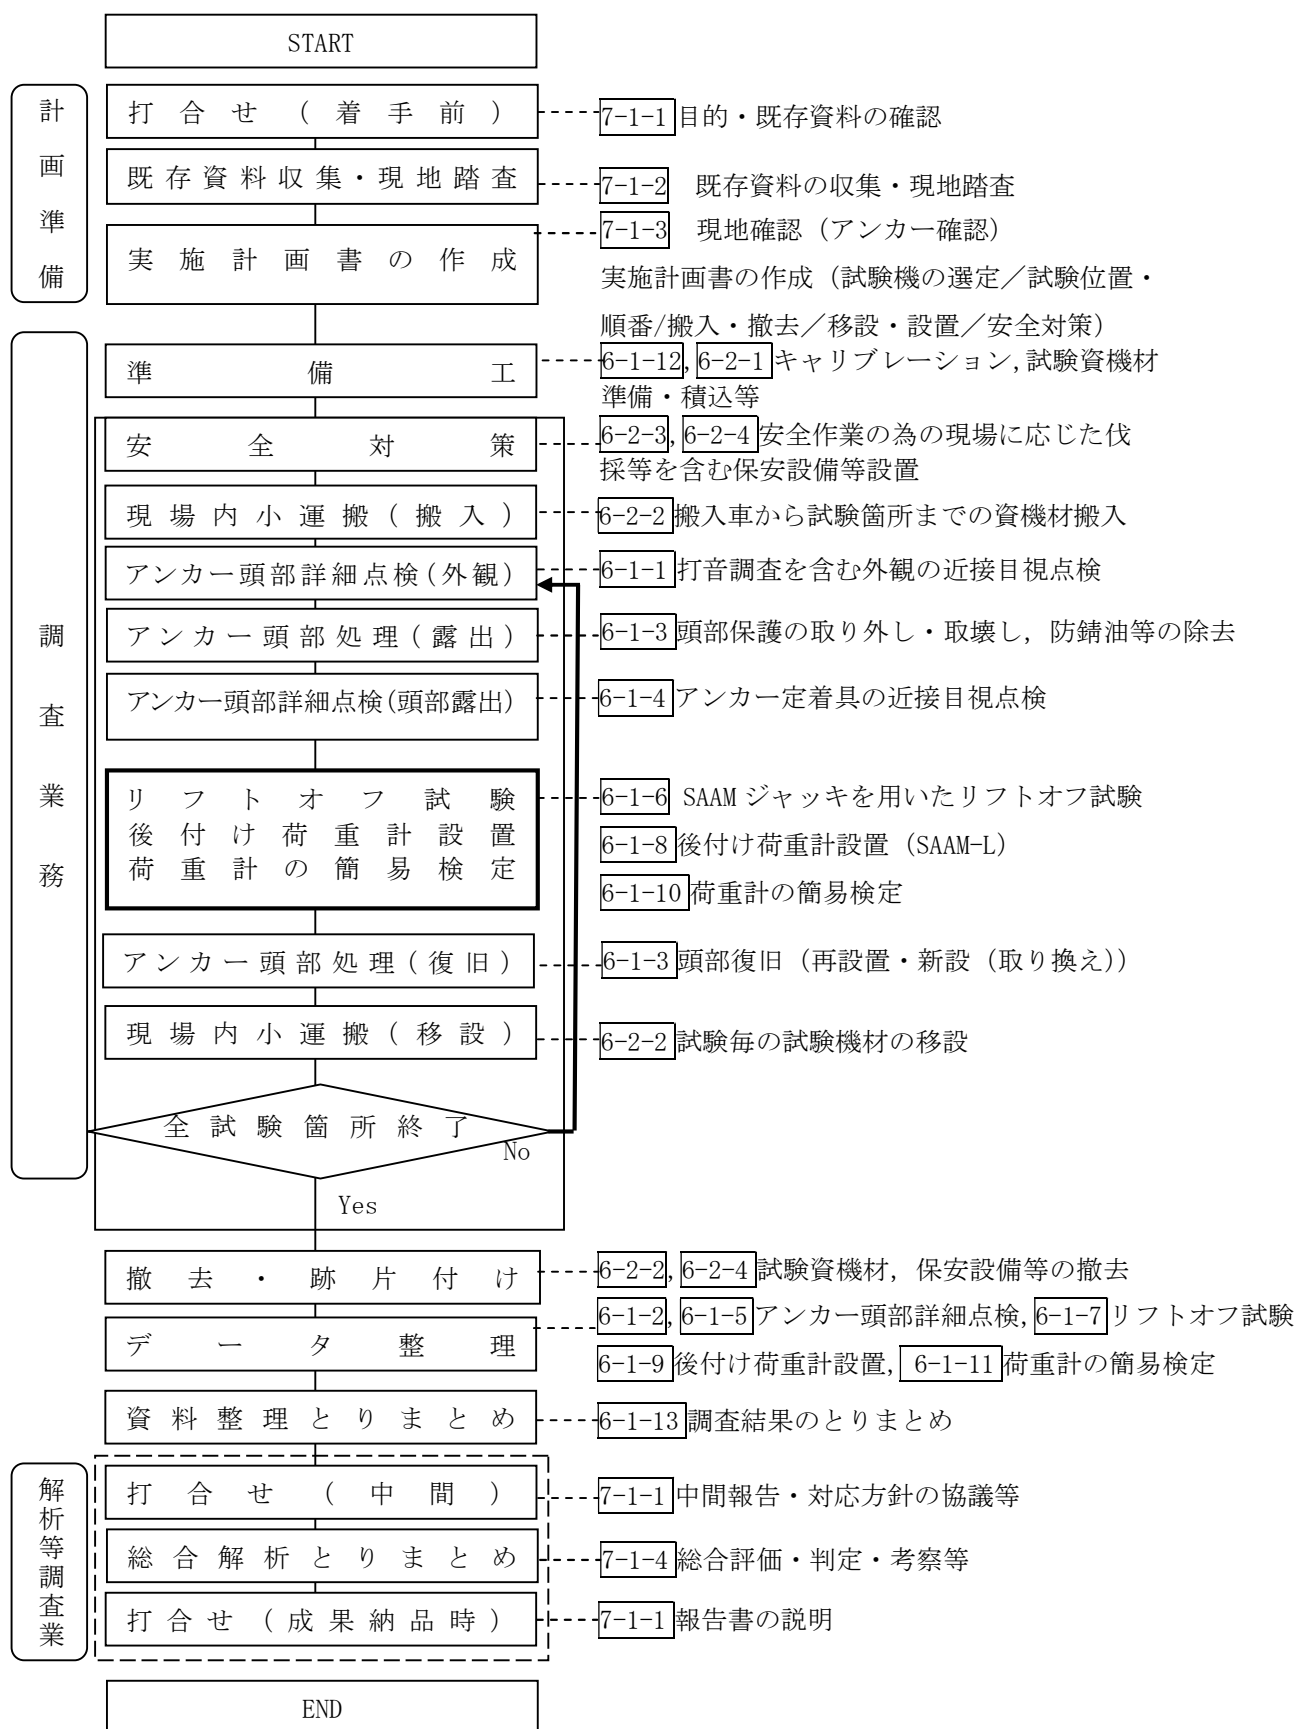 START
計画準備
打合せ（着手前）
7-1-1 目的・既存資料の確認
既存資料収集・現地踏査
7-1-2 既存資料の収集・現地踏査
7-1-3 現地確認（アンカー確認）
実施計画書の作成
実施計画書の作成（試験機の選定／試験位置・
順番/搬入・撤去／移設・設置／安全対策）
調査業務
準備工
6-1-12, 6-2-1 キャリブレーション,試験資機材
準備・積込等
安全対策
6-2-3, 6-2-4 安全作業の為の現場に応じた伐
採等を含む保安設備等設置
現場内小運搬（搬入）
6-2-2 搬入車から試験箇所までの資機材搬入
アンカー頭部詳細点検（外観）
6-1-1 打音調査を含む外観の近接目視点検
アンカー頭部処理（露出）
6-1-3 頭部保護の取り外し・取壊し，防錆油等の除去
アンカー頭部詳細点検(頭部露出)
6-1-4 アンカー定着具の近接目視点検
リフトオフ試験
後付け荷重計設置
荷重計の簡易検定
6-1-6 SAAMジャッキを用いたリフトオフ試験
6-1-8 後付け荷重計設置（SAAM-L）
6-1-10 荷重計の簡易検定
アンカー頭部処理（復旧）
6-1-3 頭部復旧（再設置・新設（取り換え））
現場内小運搬（移設）
6-2-2 試験毎の試験機材の移設
全試験箇所終了
No
Yes
撤去・跡片付け
6-2-2, 6-2-4 試験資機材，保安設備等の撤去
データ整理
6-1-2, 6-1-5 アンカー頭部詳細点検, 6-1-7 リフトオフ試験
6-1-9 後付け荷重計設置, 6-1-11 荷重計の簡易検定
資料整理とりまとめ
6-1-13 調査結果のとりまとめ
解析等調査業
打合せ（中間）
7-1-1 中間報告・対応方針の協議等
総合解析とりまとめ
7-1-4 総合評価・判定・考察等
打合せ（成果納品時）
7-1-1 報告書の説明
END